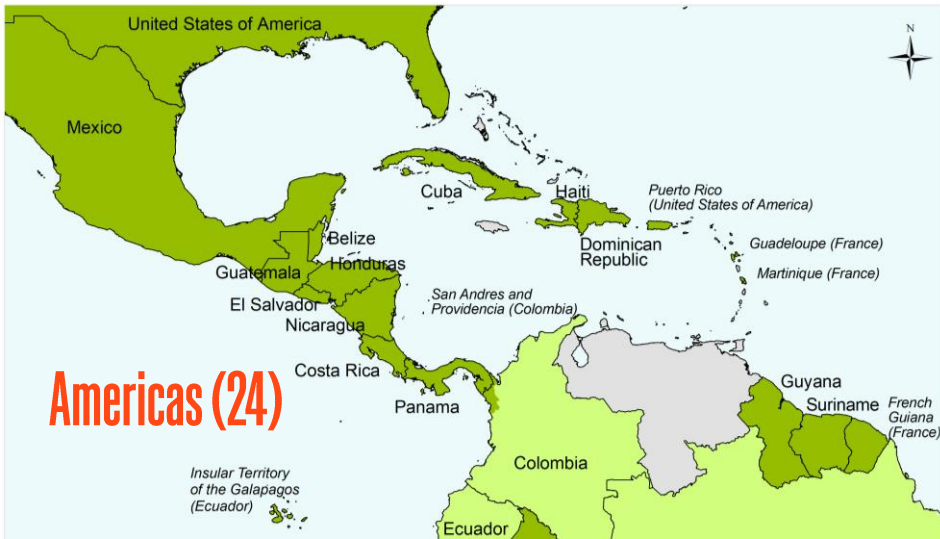 United States of America
N
Mexico
Cuba
Haiti
Puerto Rico
(United States of America)
Dominican
Republic
Guadeloupe (France)
Martinique (France)
Belize
Honduras
Guatemala
El Salvador
Nicaragua
San Andres and
Providencia (Colombia)
Costa Rica
Panama
Americas (24)
Guyana
Suriname
French
Guiana
(France)
Colombia
Insular Territory
of the Galapagos
(Ecuador)
Ecuador